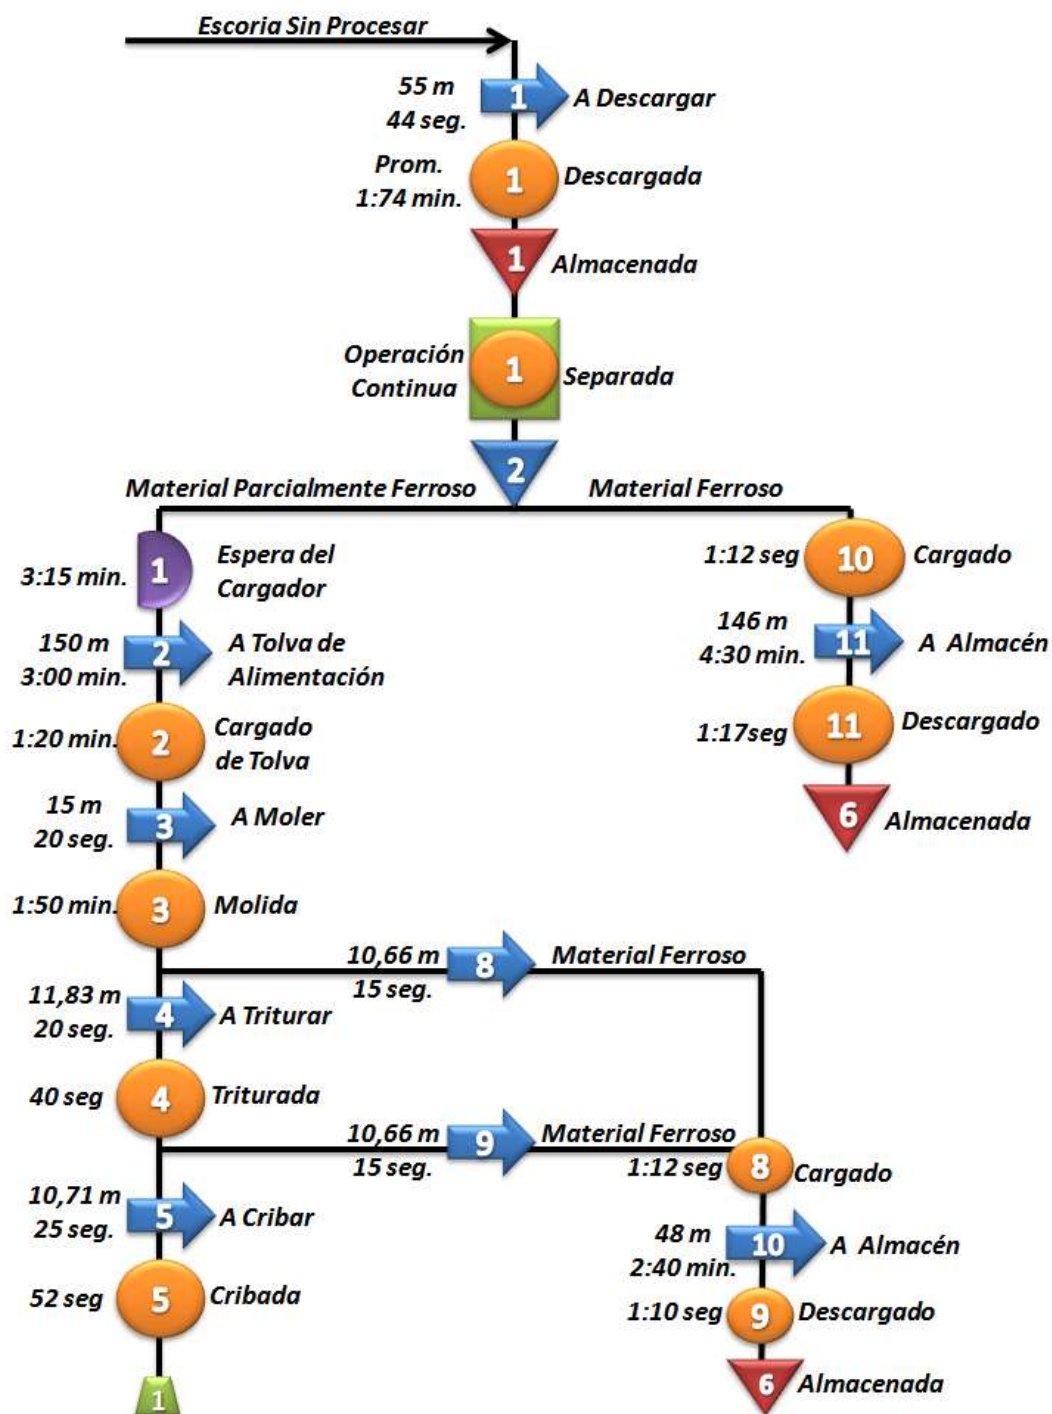 Escoria Sin Procesar
55 m
44 seg.
1
A Descargar
Prom.
1:74 min.
1
Descargada
1
Almacenada
Operación
Continua
1
Separada
2
Material Parcialmente Ferroso
Material Ferroso
3:15 min.
1
Espera del
Cargador
150 m
3:00 min.
2
A Tolva de
Alimentación
1:20 min.
2
Cargado
de Tolva
15 m
20 seg.
3
A Moler
1:50 min.
3
Molida
1:12 seg
10
Cargado
146 m
4:30 min.
11
A Almacén
1:17seg
11
Descargado
6
Almacenada
10,66 m
15 seg.
8
Material Ferroso
11,83 m
20 seg.
4
A Triturar
40 seg
4
Triturada
10,66 m
15 seg.
9
Material Ferroso
1:12 seg
8
Cargado
10,71 m
25 seg.
5
A Cribar
48 m
2:40 min.
10
A Almacén
52 seg
5
Cribada
1:10 seg
9
Descargado
1
6
Almacenada